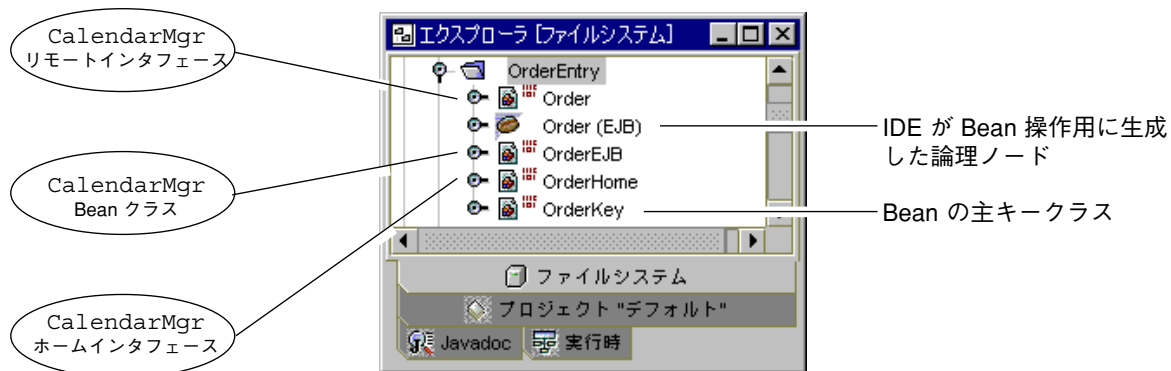 CalendarMgr
リモートインタフェース
CalendarMgr
Bean クラス
CalendarMgr
ホームインタフェース
エクスプローラ [ファイルシステム]
OrderEntry
Order
Order (EJB)
OrderEJB
OrderHome
OrderKey
ファイルシステム
プロジェクト "デフォルト"
Javadoc
実行時
IDE が Bean 操作用に生成
した論理ノード
Bean の主キークラス